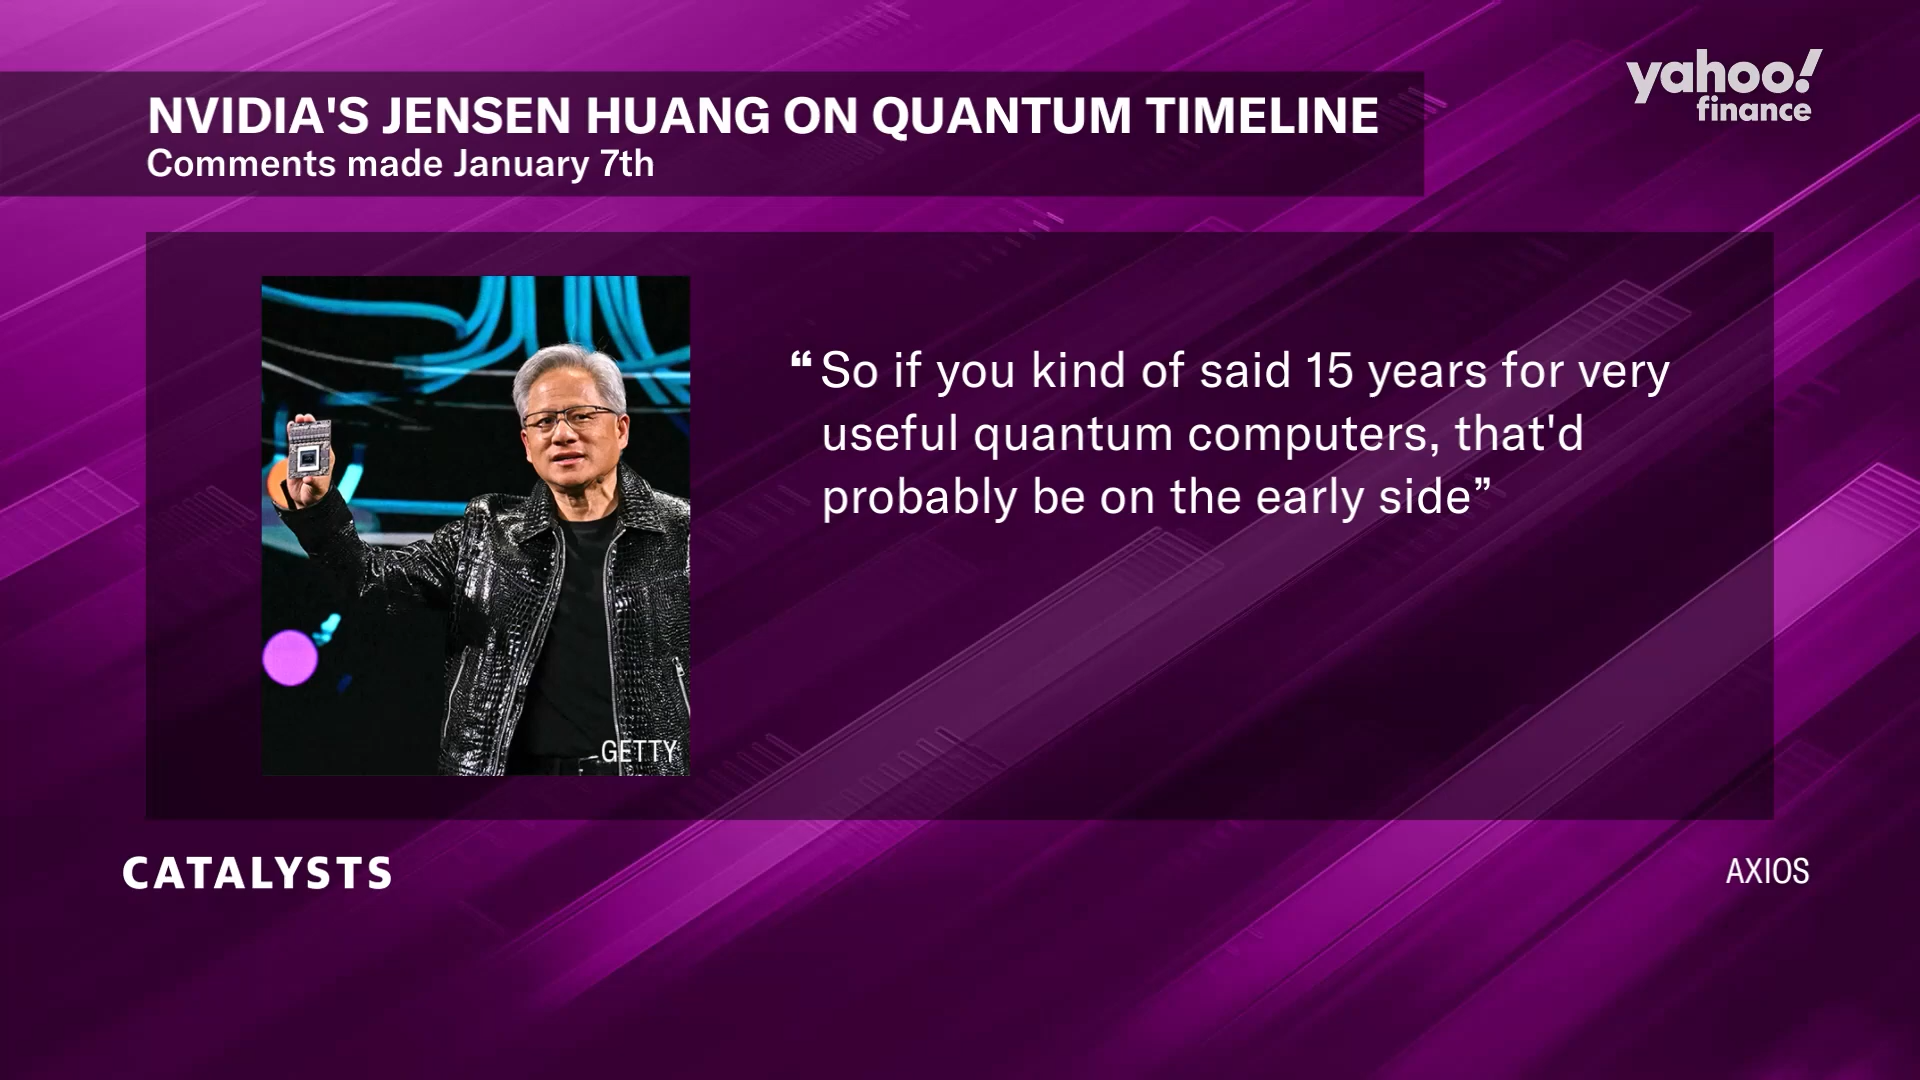 yahoo!
finance
NVIDIA'S JENSEN HUANG ON QUANTUM TIMELINE
Comments made January 7th
“So if you kind of said 15 years for very
useful quantum computers, that'd
probably be on the early side”
GETTY
CATALYSTS
AXIOS